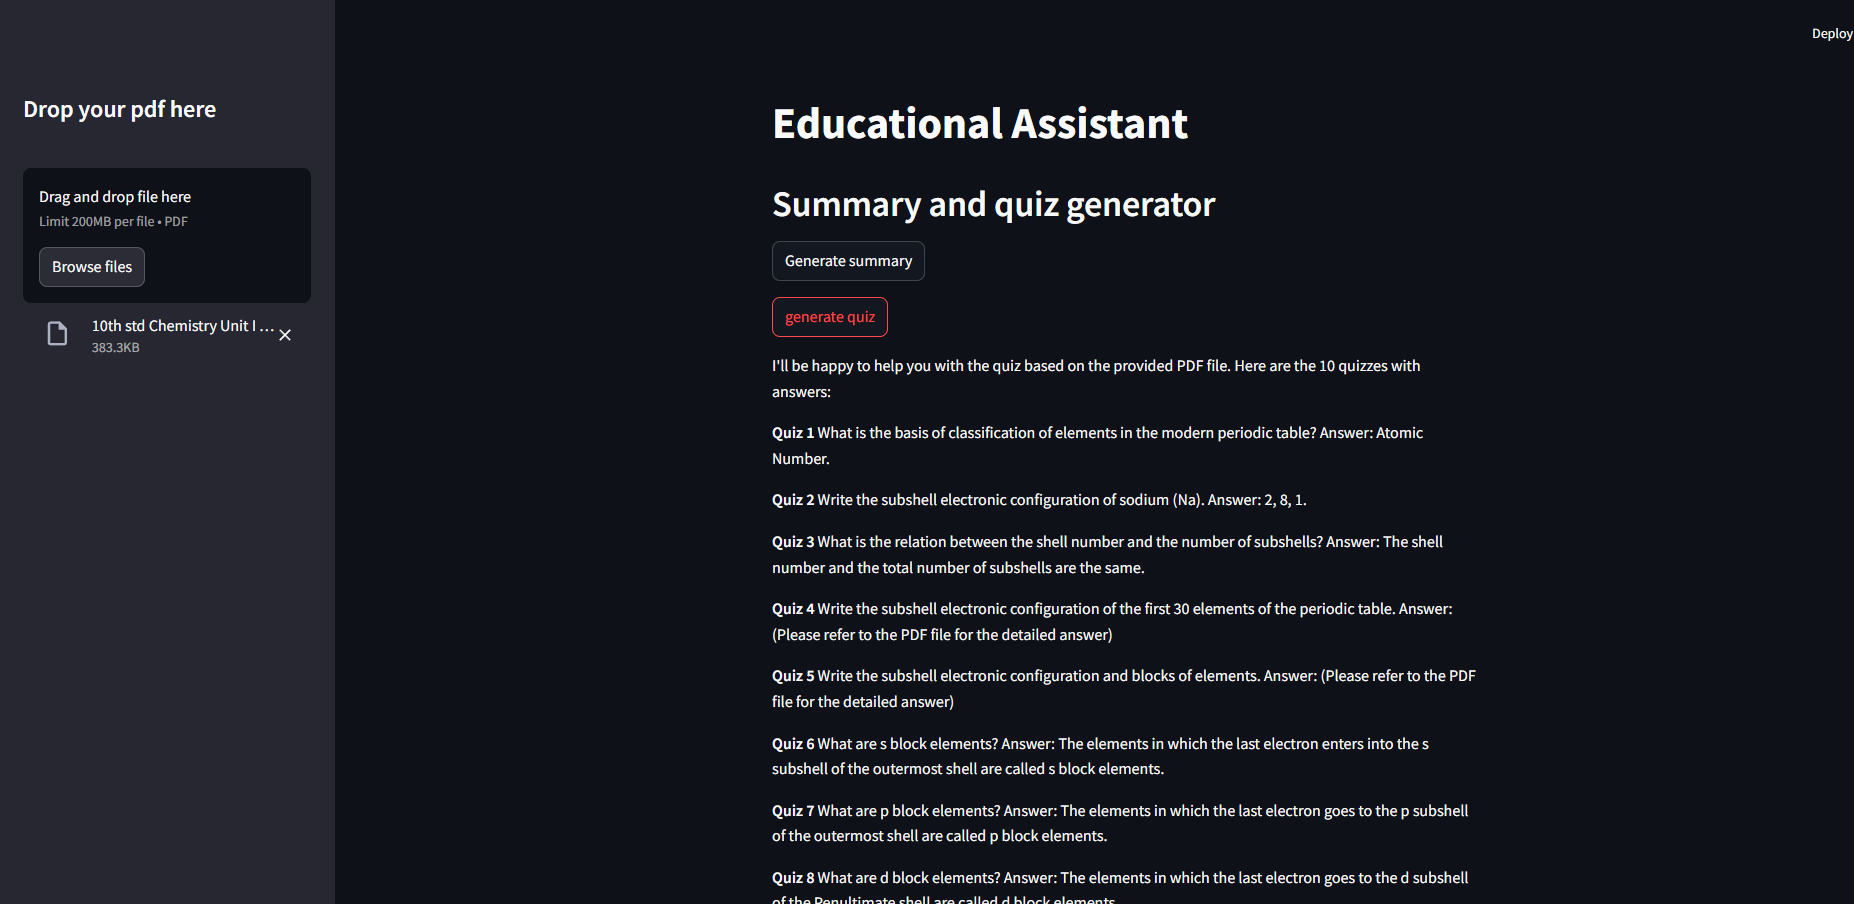 Deploy
Drop your pdf here
Drag and drop file here
Limit 200MB per file • PDF
Browse files
10th std Chemistry Unit I ...
383.3KB
Educational Assistant
Summary and quiz generator
Generate summary
generate quiz
I'll be happy to help you with the quiz based on the provided PDF file. Here are the 10 quizzes with
answers:
Quiz 1 What is the basis of classification of elements in the modern periodic table? Answer: Atomic
Number.
Quiz 2 Write the subshell electronic configuration of sodium (Na). Answer: 2, 8, 1.
Quiz 3 What is the relation between the shell number and the number of subshells? Answer: The shell
number and the total number of subshells are the same.
Quiz 4 Write the subshell electronic configuration of the first 30 elements of the periodic table. Answer:
(Please refer to the PDF file for the detailed answer)
Quiz 5 Write the subshell electronic configuration and blocks of elements. Answer: (Please refer to the PDF
file for the detailed answer)
Quiz 6 What are s block elements? Answer: The elements in which the last electron enters into the s
subshell of the outermost shell are called s block elements.
Quiz 7 What are p block elements? Answer: The elements in which the last electron goes to the p subshell
of the outermost shell are called p block elements.
Quiz 8 What are d block elements? Answer: The elements in which the last electron goes to the d subshell
of the Penultimate shell are called d block elements